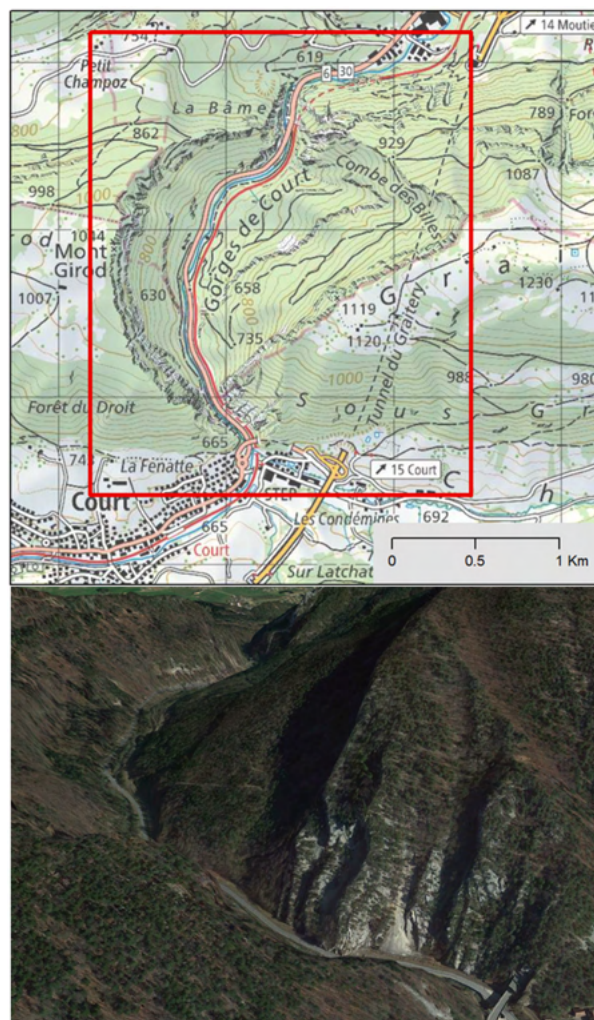 754
14 Moutie
Petit
Champoz
619
6 30
La Bâme
862
929
789
800
998
1000
Combe des Billes
1087
1044
Mont
Girod
800
Gorges de Court
1007
630
658
800
735
G r a i
1230
1119
1120
Tunnel du Graitery
1000
988
980
S o u s G r
Forêt du Droit
665
743
La Fenatte
15 Court
C h
Court
STEP
Les Condémines
692
665
Court
Sur Latchat
0 0.5 1 Km